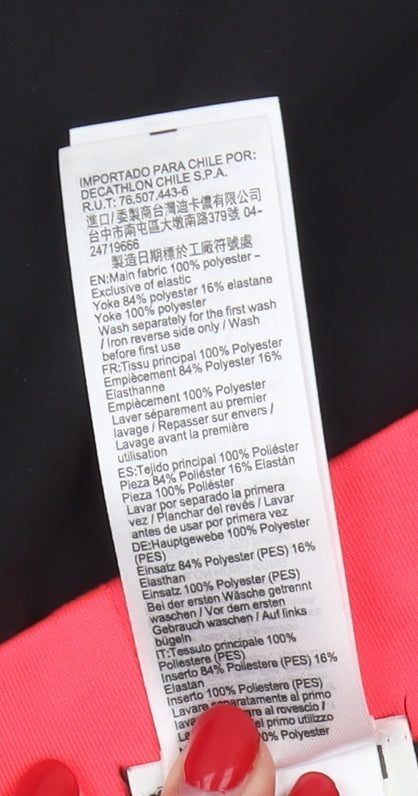 IMPORTADO PARA CHILE POR:
DECATHLON CHILE S.P.A.
R.U.T: 76.507.443-6
進口/委製商台灣迪卡儂有限公司
台中市南屯區大墩南路379號 04-
24719666
製造日期標於工廠符號處
EN:Main fabric 100% polyester –
Exclusive of elastic
Yoke 84% polyester 16% elastane
Yoke 100% polyester
Wash separately for the first wash
/ Iron reverse side only / Wash
before first use
FR:Tissu principal 100% Polyester
Empiècement 84% Polyester 16%
Elasthanne
Empiècement 100% Polyester
Laver séparement au premier
lavage / Repasser sur envers /
Lavage avant la première
utilisation
ES:Tejido principal 100% Poliéster
Pieza 84% Poliéster 16% Elastán
Pieza 100% Poliéster
Lavar por separado la primera
vez / Planchar del revés / Lavar
antes de usar por primera vez
DE:Hauptgewebe 100% Polyester
(PES)
Einsatz 84% Polyester (PES) 16%
Elasthan
Einsatz 100% Polyester (PES)
Bei der ersten Wäsche getrennt
waschen / Vor dem ersten
Gebrauch waschen / Auf links
bügeln
IT:Tessuto principale 100%
Poliestere (PES)
Inserto 84% Poliestere (PES) 16%
Elastan
Inserto 100% Poliestere (PES)
Lavare separatamente al primo
al rovescio /
primo utilizzo
Polyester